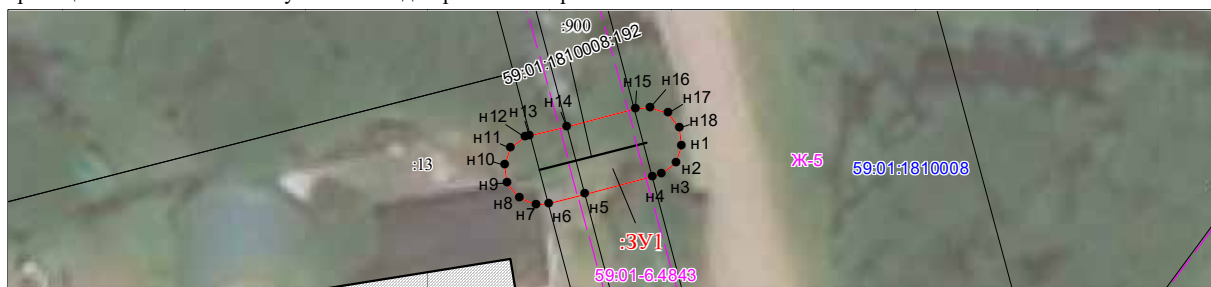 :900
59:01:1810008:192
н15
н16
н14
н17
н13
н12
н18
н11
н1
н10
:13
н2
Ж-5
59:01:1810008
н9
н3
н8
н4
н7
н6
н5
:ЗУ1
59:01-6.4843